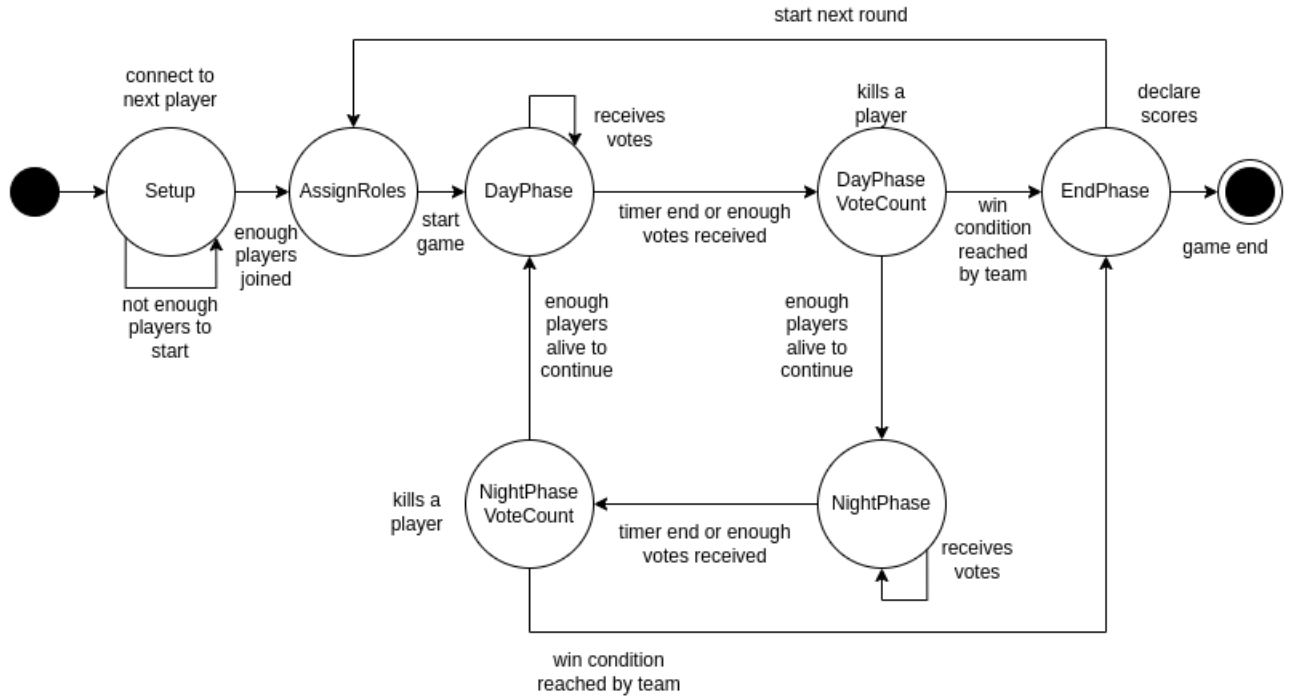 start next round
connect to
next player
kills a
player
declare
scores
receives
votes
Setup
AssignRoles
DayPhase
DayPhase
VoteCount
EndPhase
enough
players
joined
start
game
timer end or enough
votes received
win
condition
reached
by team
game end
not enough
players to
start
enough
players
alive to
continue
enough
players
alive to
continue
kills a
player
NightPhase
VoteCount
timer end or enough
votes received
NightPhase
receives
votes
win condition
reached by team